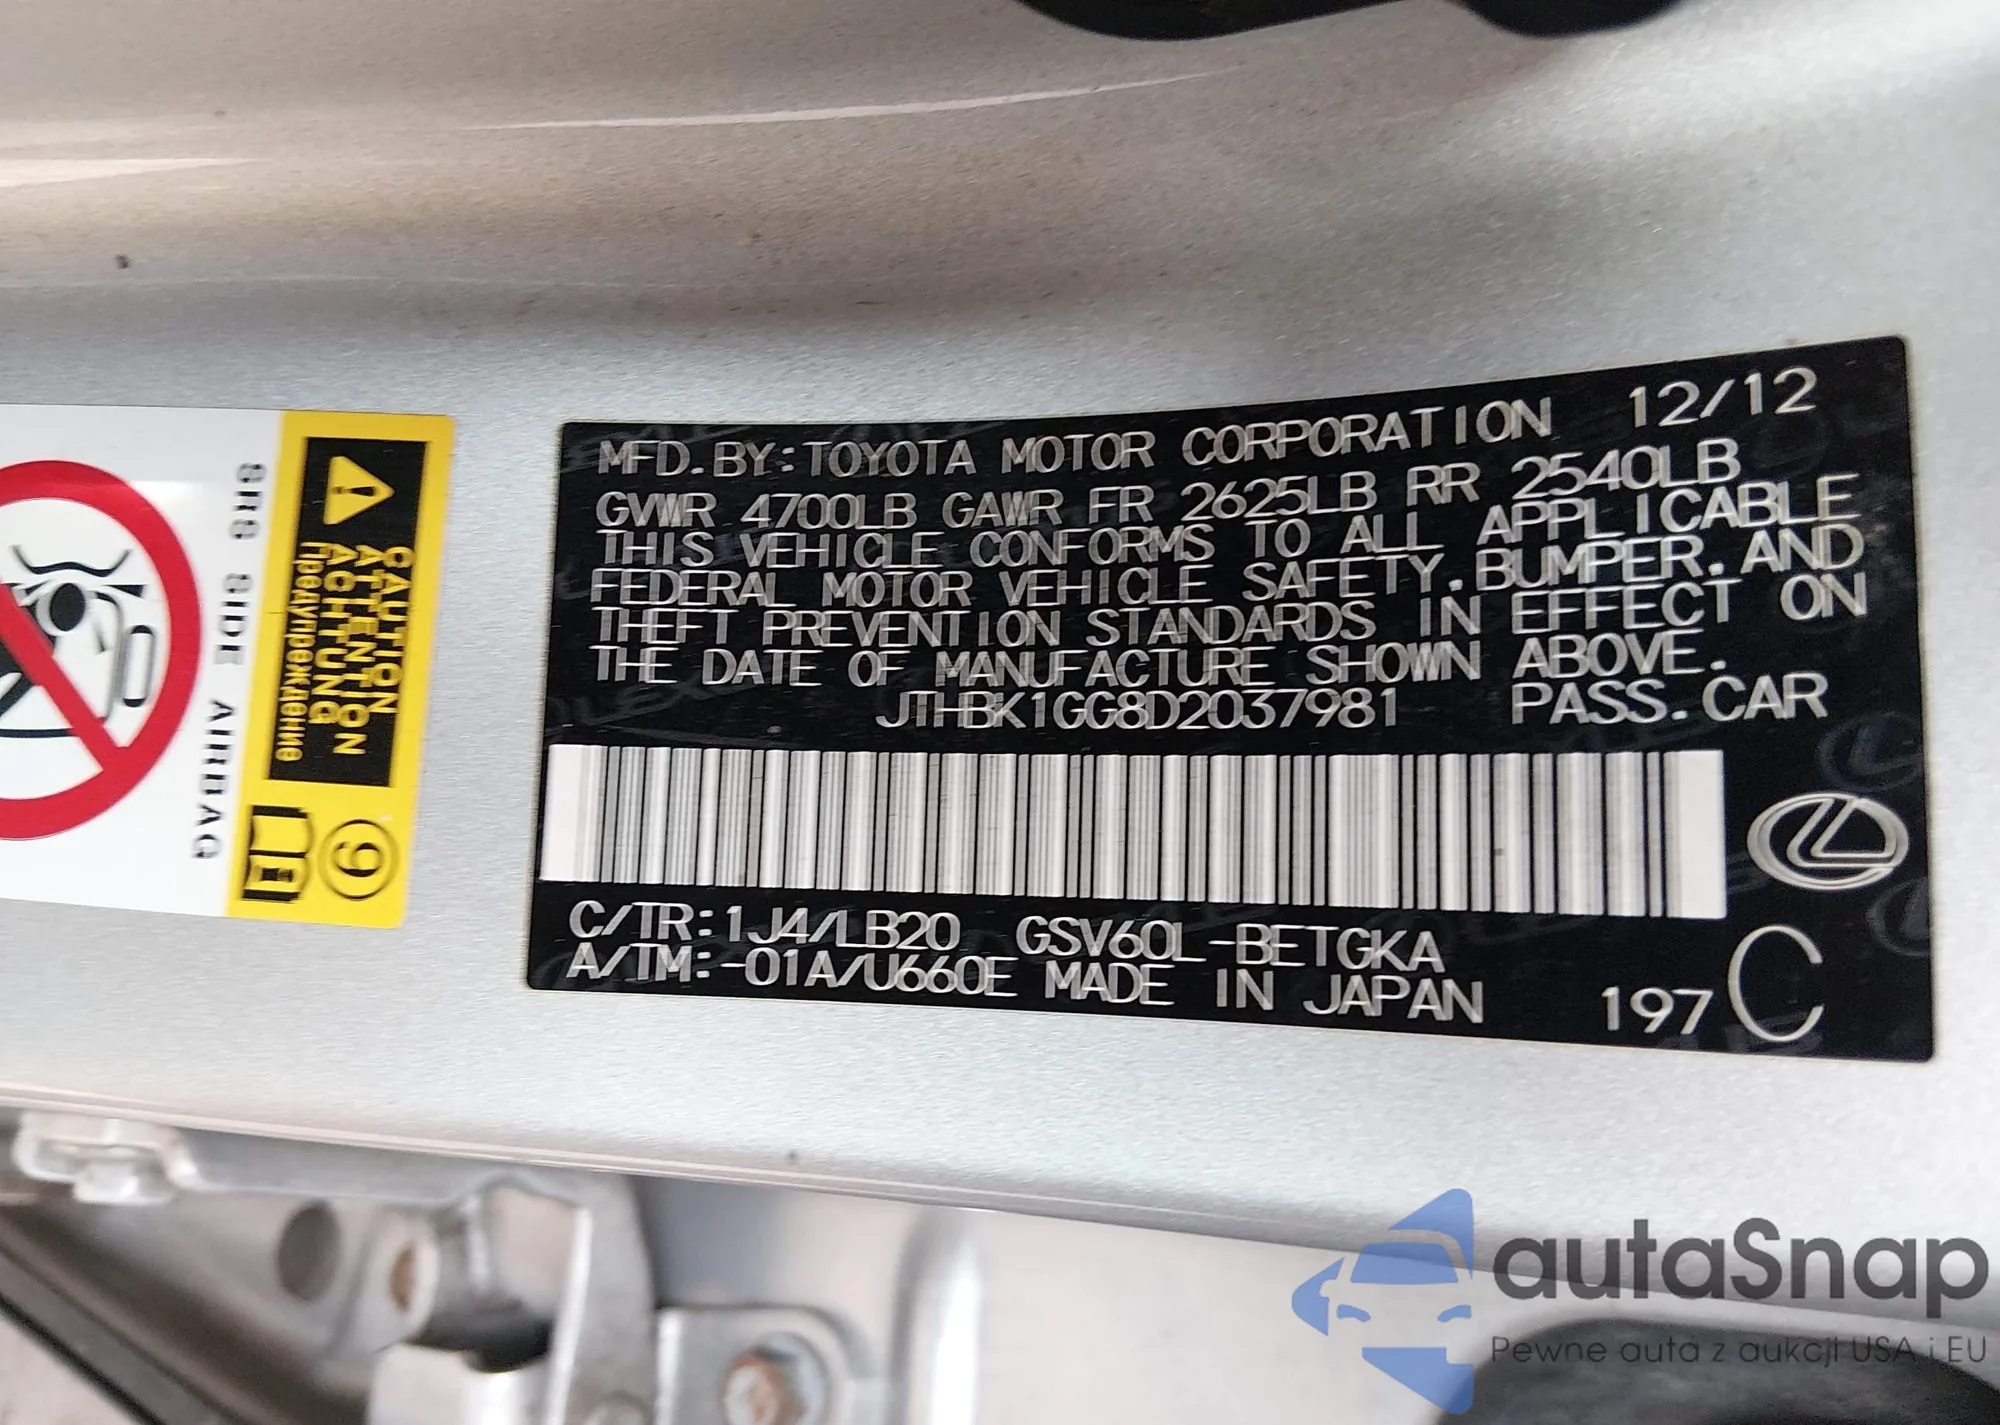 MFD.BY:TOYOTA MOTOR CORPORATION 12/12
GVWR 4700LB GAWR FR 2625LB RR 2540LB
THIS VEHICLE CONFORMS TO ALL APPLICABLE
FEDERAL MOTOR VEHICLE SAFETY,BUMPER,AND
THEFT PREVENTION STANDARDS IN EFFECT ON
THE DATE OF MANUFACTURE SHOWN ABOVE.
JTHBK1GG8D2037981 PASS.CAR
C/TR:1J4/LB20 GSV60L-BETGKA
A/TM:-01A/U660E MADE IN JAPAN 197 C
CAUTION
ATTENTION
ACHTUNG
Предупреждение
9
SRS SIDE AIRBAG
autaSnap
Pewne auta z aukcji USA i EU